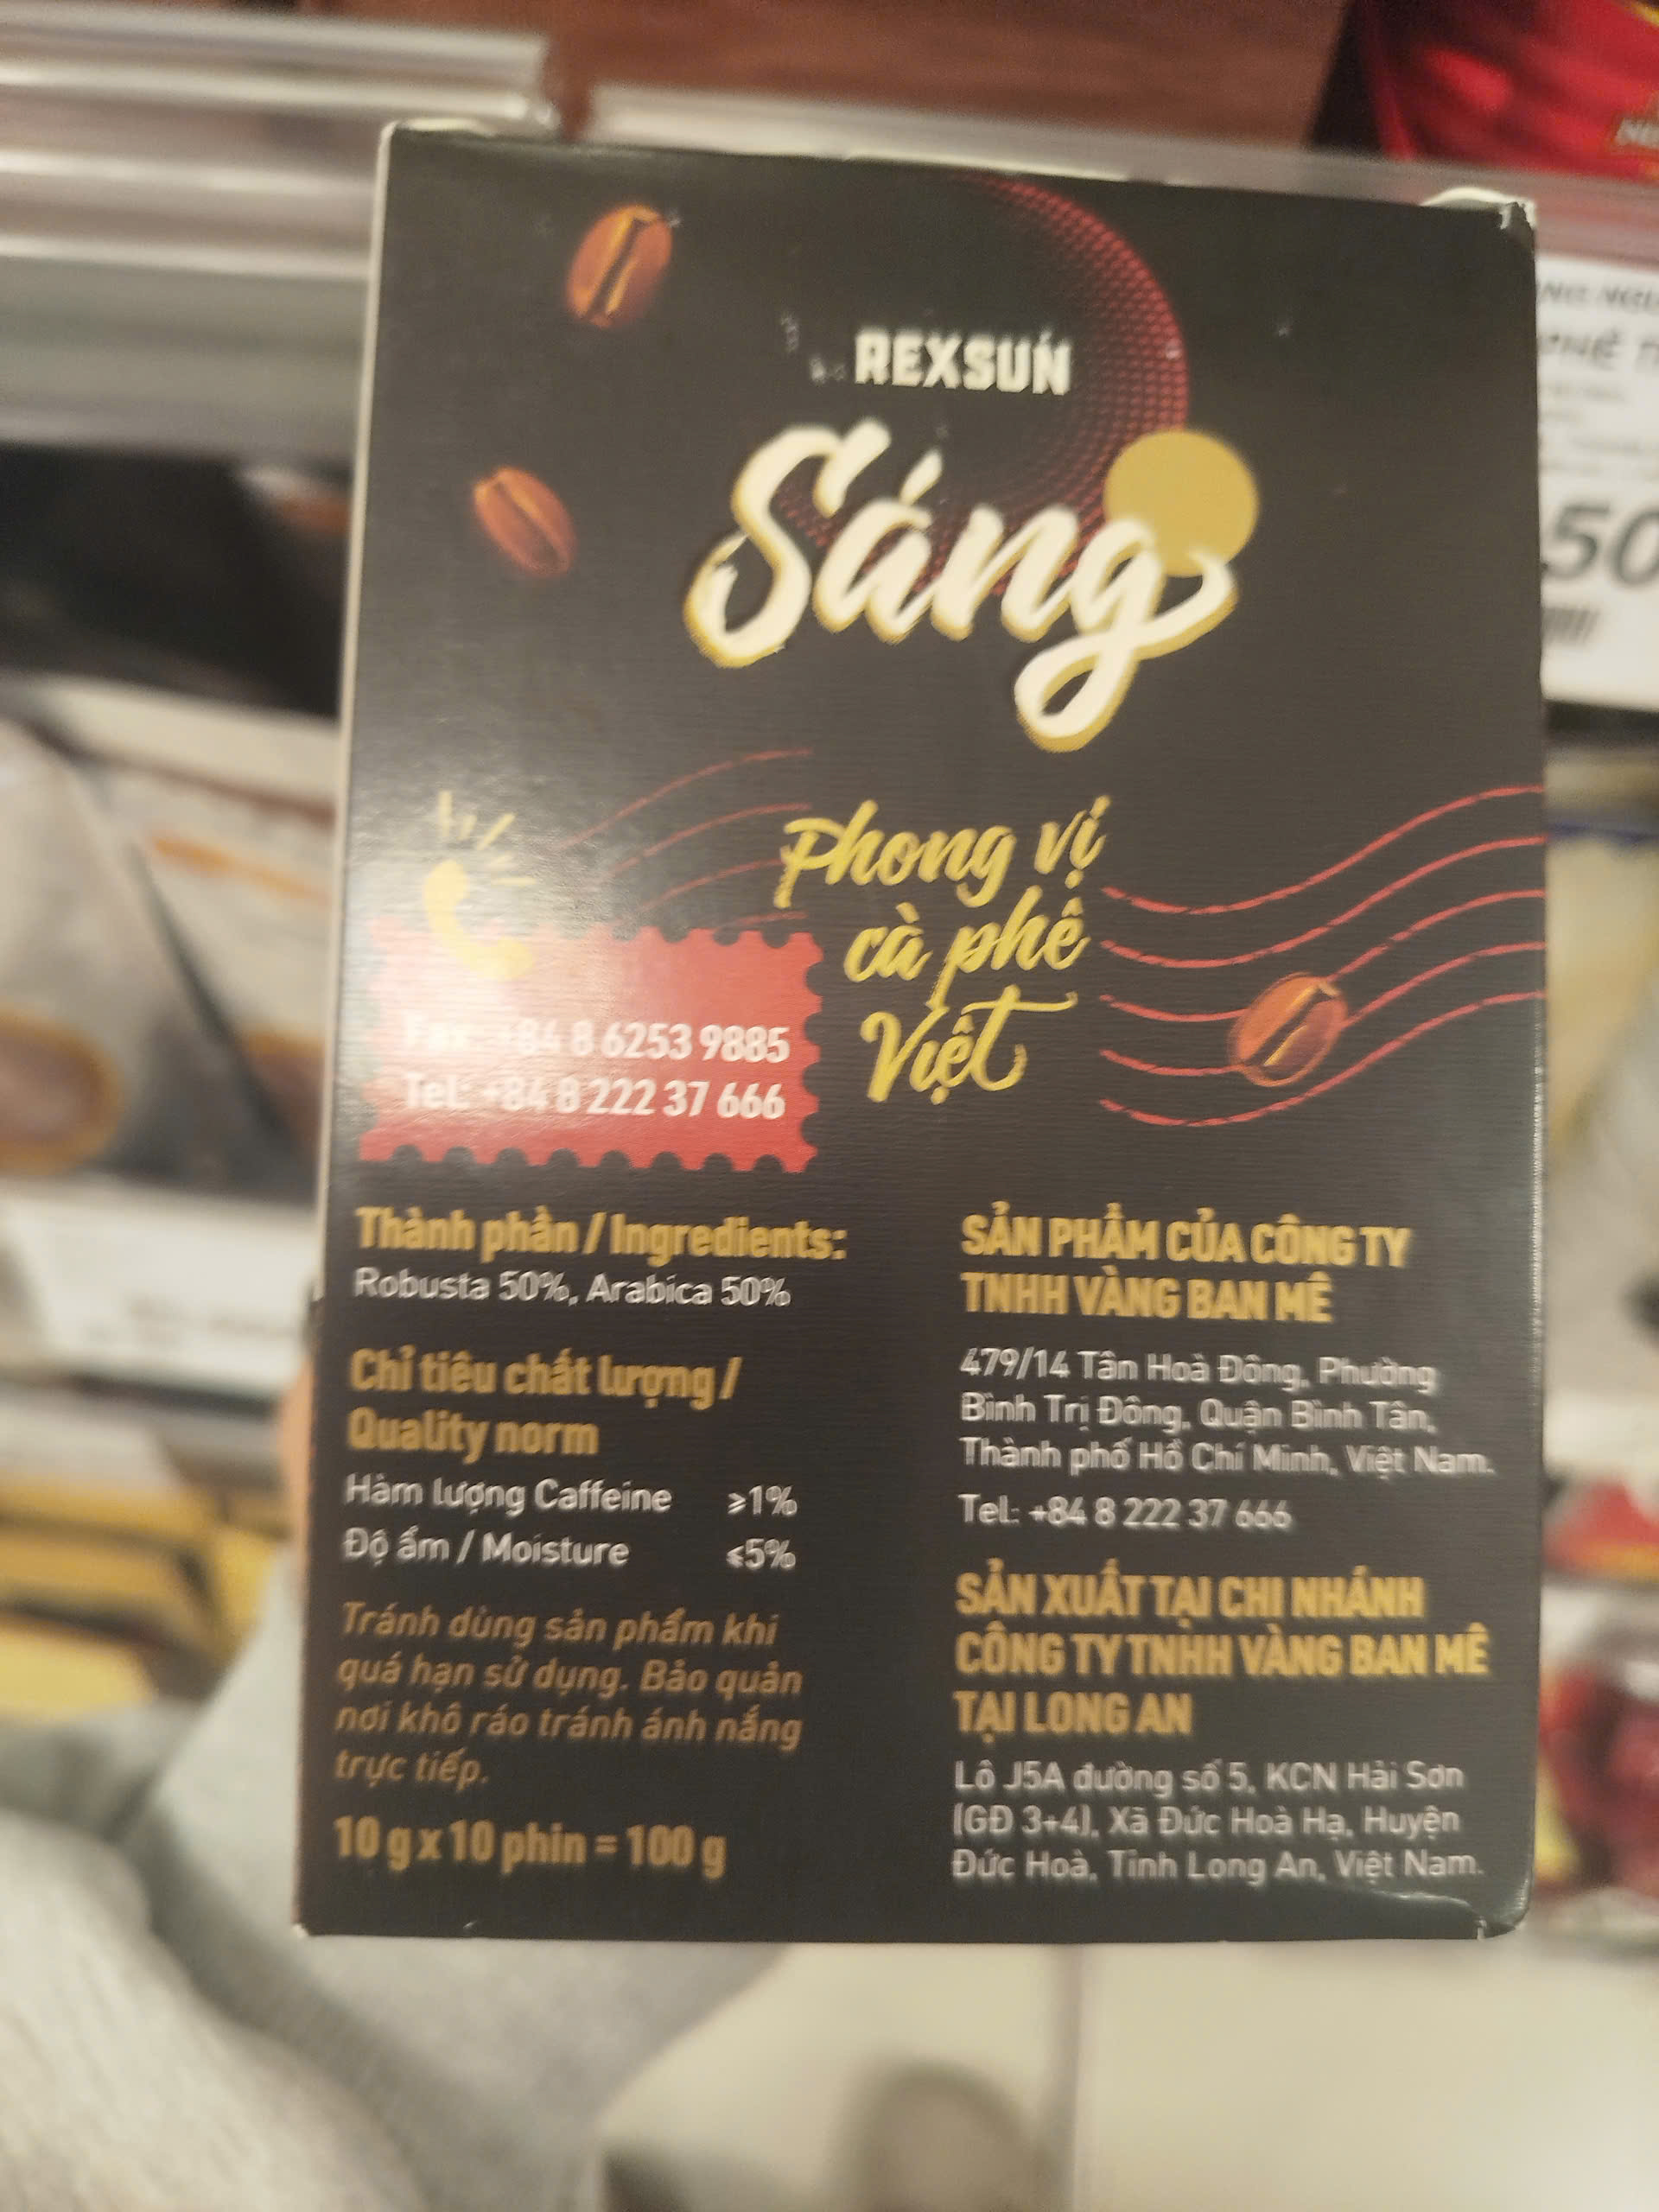 REXSUN
Sáng
Phong vị
cà phê
Việt
Fax: +84 8 6253 9885
Tel: +84 8 222 37 666
Thành phần / Ingredients:
Robusta 50%, Arabica 50%
Chỉ tiêu chất lượng /
Quality norm
Hàm lượng Caffeine ≥1%
Độ ẩm / Moisture ≤5%
Tránh dùng sản phẩm khi
quá hạn sử dụng. Bảo quản
nơi khô ráo tránh ánh nắng
trực tiếp.
10 g x 10 phin = 100 g
SẢN PHẨM CỦA CÔNG TY
TNHH VÀNG BAN MÊ
479/14 Tân Hoà Đông, Phường
Bình Trị Đông, Quận Bình Tân,
Thành phố Hồ Chí Minh, Việt Nam.
Tel: +84 8 222 37 666
SẢN XUẤT TẠI CHI NHÁNH
CÔNG TY TNHH VÀNG BAN MÊ
TẠI LONG AN
Lô J5A đường số 5, KCN Hải Sơn
(GĐ 3+4), Xã Đức Hoà Hạ, Huyện
Đức Hoà, Tỉnh Long An, Việt Nam.
50